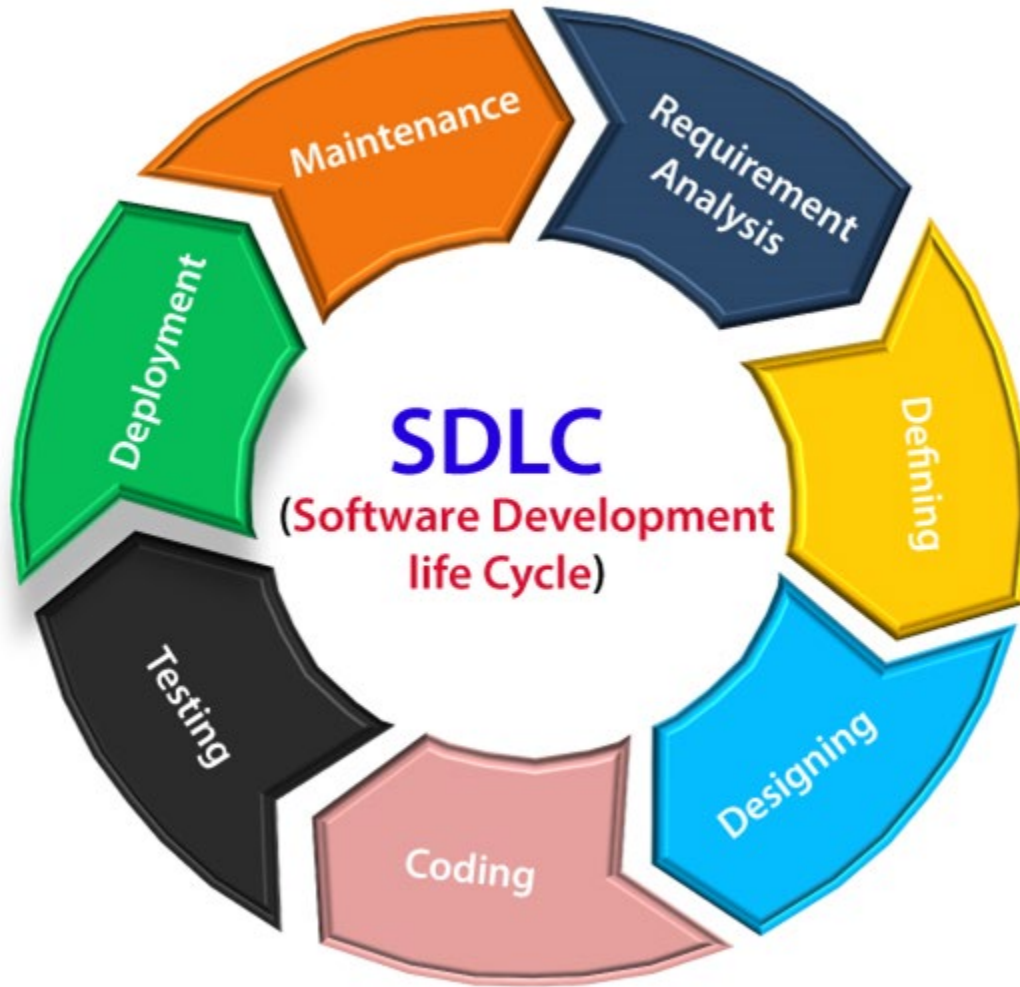 SDLC
(Software Development
life Cycle)
Requirement
Analysis
Defining
Designing
Coding
Testing
Deployment
Maintenance